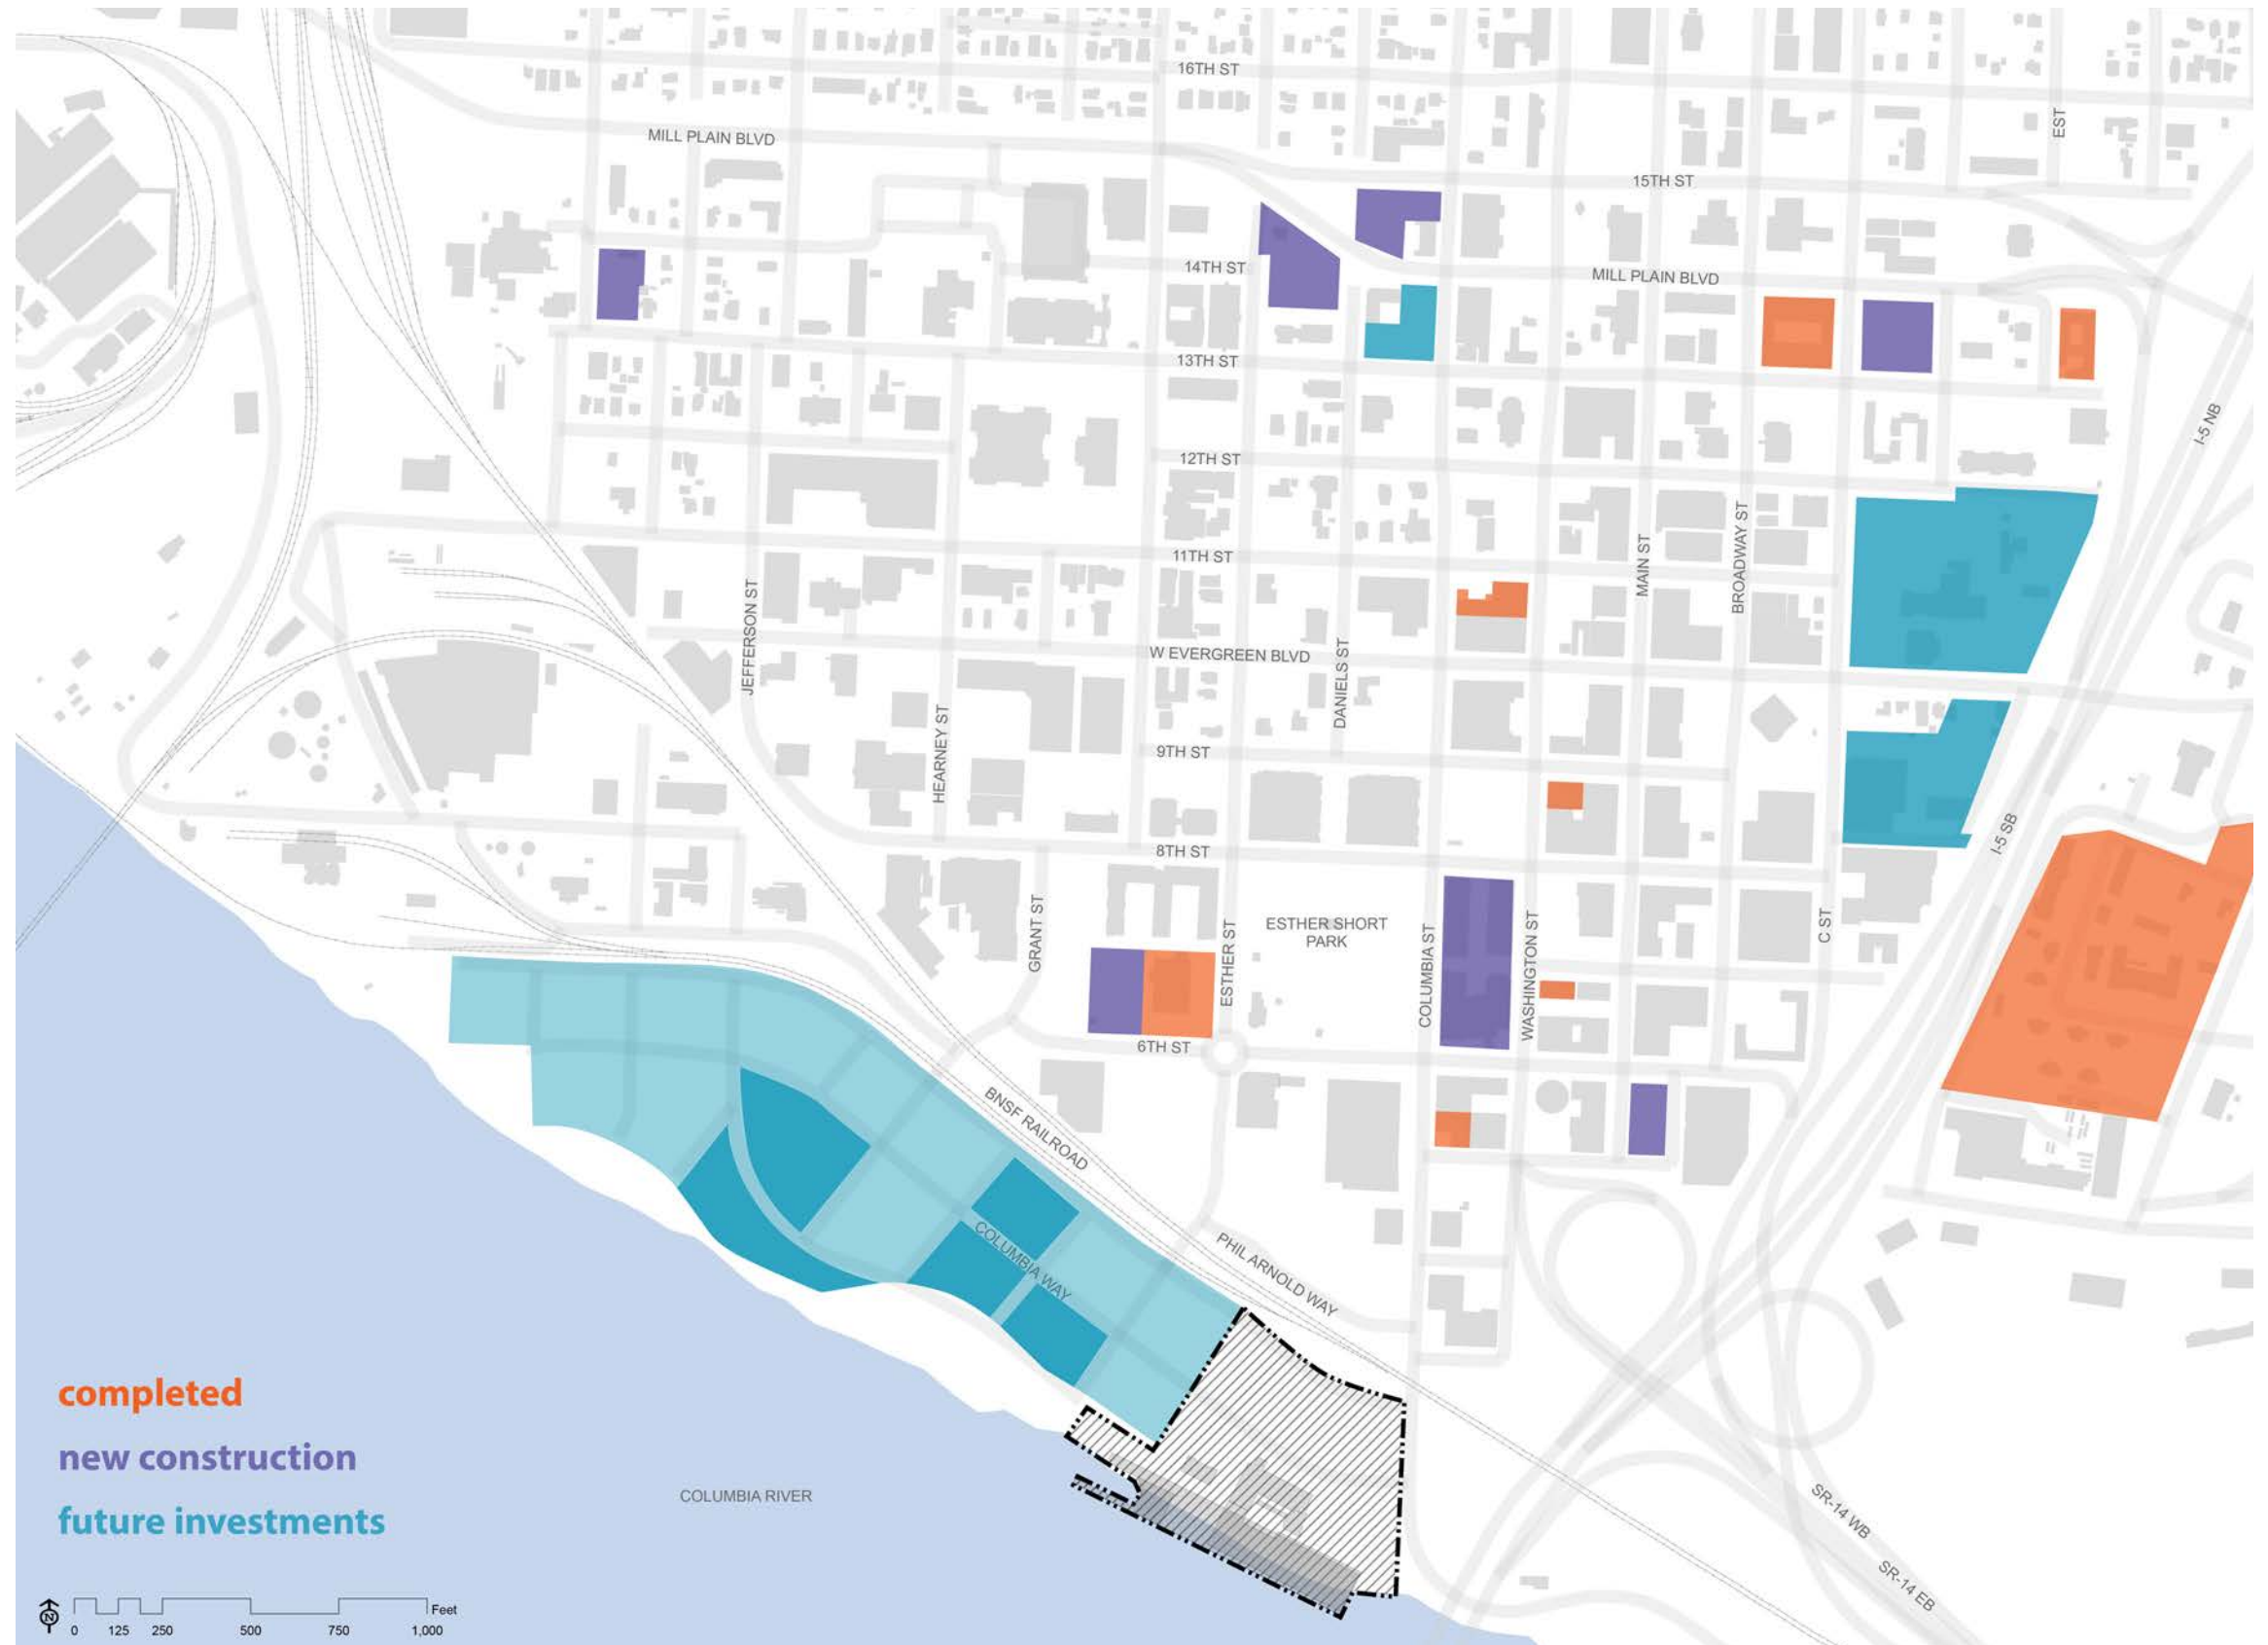 16TH ST
MILL PLAIN BLVD
EST
15TH ST
14TH ST
MILL PLAIN BLVD
13TH ST
I-5 NB
12TH ST
11TH ST
MAIN ST
BROADWAY ST
JEFFERSON ST
W EVERGREEN BLVD
DANIELS ST
HEARNEY ST
9TH ST
I-5 SB
8TH ST
GRANT ST
ESTHER ST
ESTHER SHORT
PARK
COLUMBIA ST
WASHINGTON ST
C ST
6TH ST
BNSF RAILROAD
COLUMBIA WAY
PHIL ARNOLD WAY
completed
new construction
future investments
COLUMBIA RIVER
SR-14 WB
SR-14 EB
N
Feet
0 125 250 500 750 1,000